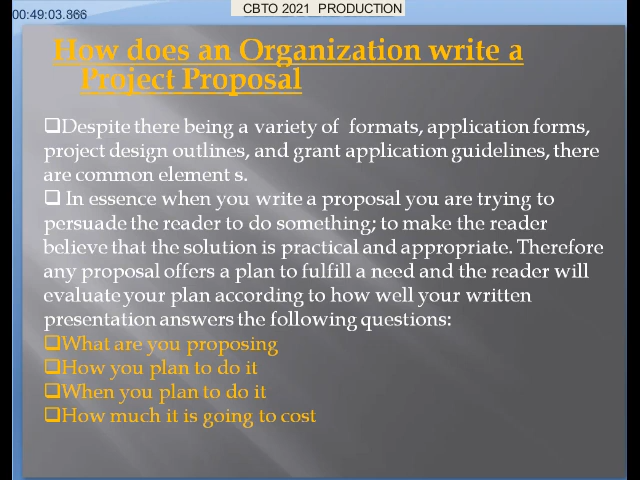 CBTO 2021 PRODUCTION
00:49:03.866
How does an Organization write a
Project Proposal
❑Despite there being a variety of formats, application forms,
project design outlines, and grant application guidelines, there
are common element s.
❑ In essence when you write a proposal you are trying to
persuade the reader to do something; to make the reader
believe that the solution is practical and appropriate. Therefore
any proposal offers a plan to fulfill a need and the reader will
evaluate your plan according to how well your written
presentation answers the following questions:
❑What are you proposing
❑How you plan to do it
❑When you plan to do it
❑How much it is going to cost